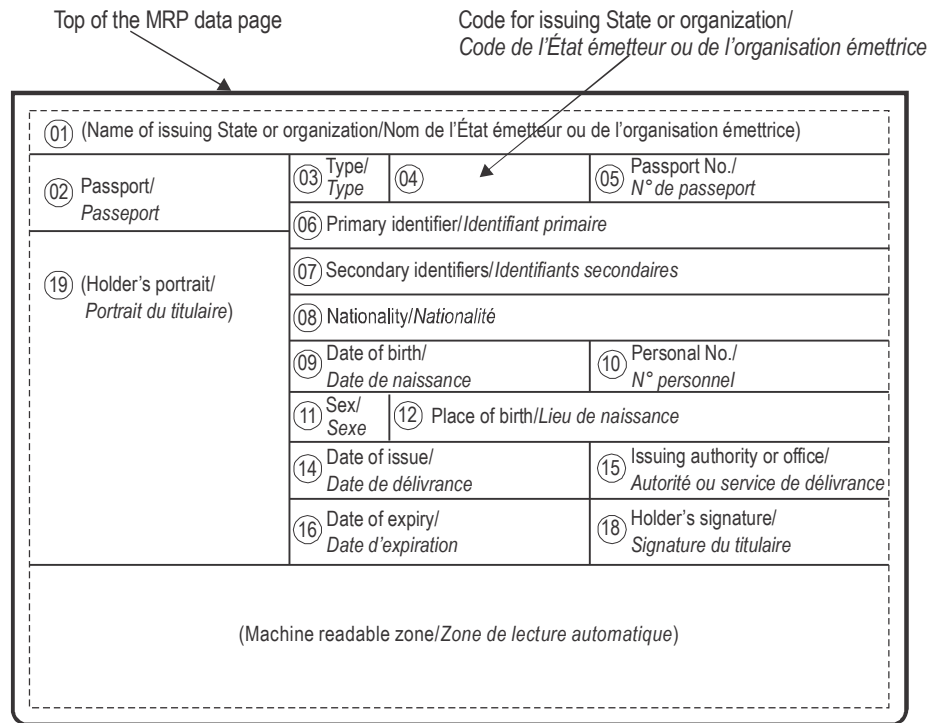 Top of the MRP data page
Code for issuing State or organization/
Code de l’État émetteur ou de l’organisation émettrice
01 (Name of issuing State or organization/Nom de l’État émetteur ou de l’organisation émettrice)
02 Passport/
Passeport
03 Type/
Type
04
05 Passport No./
N° de passeport
06 Primary identifier/Identifiant primaire
07 Secondary identifiers/Identifiants secondaires
19 (Holder’s portrait/
Portrait du titulaire)
08 Nationality/Nationalité
09 Date of birth/
Date de naissance
10 Personal No./
N° personnel
11 Sex/
Sexe
12 Place of birth/Lieu de naissance
14 Date of issue/
Date de délivrance
15 Issuing authority or office/
Autorité ou service de délivrance
16 Date of expiry/
Date d’expiration
18 Holder’s signature/
Signature du titulaire
(Machine readable zone/Zone de lecture automatique)